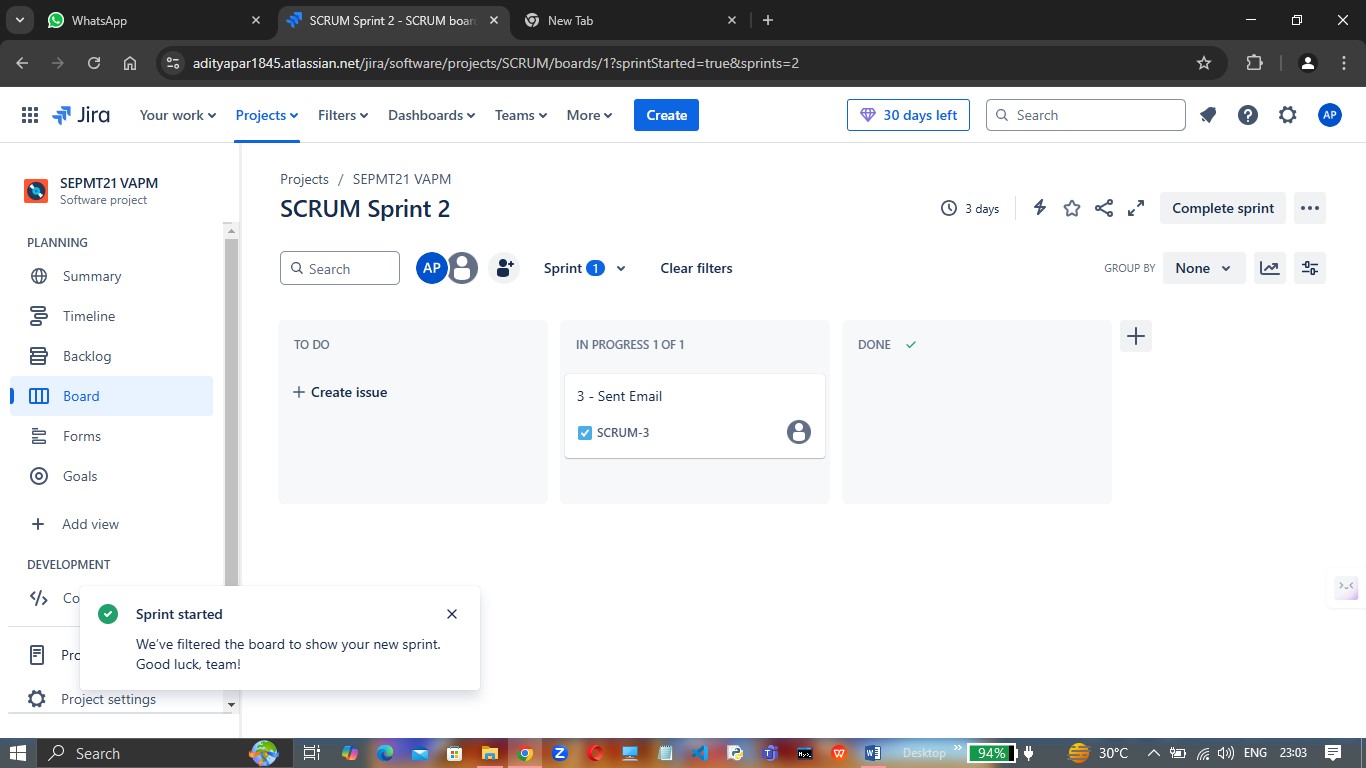 WhatsApp
SCRUM Sprint 2 - SCRUM boar
New Tab
adityapar1845.atlassian.net/jira/software/projects/SCRUM/boards/1?sprintStarted=true&sprints=2
Jira
Your work
Projects
Filters
Dashboards
Teams
More
Create
30 days left
Search
AP
SEPMT21 VAPM
Software project
PLANNING
Summary
Timeline
Backlog
Board
Forms
Goals
Add view
DEVELOPMENT
Co
Pro
Project settings
Projects / SEPMT21 VAPM
SCRUM Sprint 2
3 days
Complete sprint
Search
AP
Sprint 1
Clear filters
GROUP BY
None
TO DO
Create issue
IN PROGRESS 1 OF 1
3 - Sent Email
SCRUM-3
DONE
Sprint started
We've filtered the board to show your new sprint.
Good luck, team!
Search
Desktop
94%
30°C
ENG
23:03